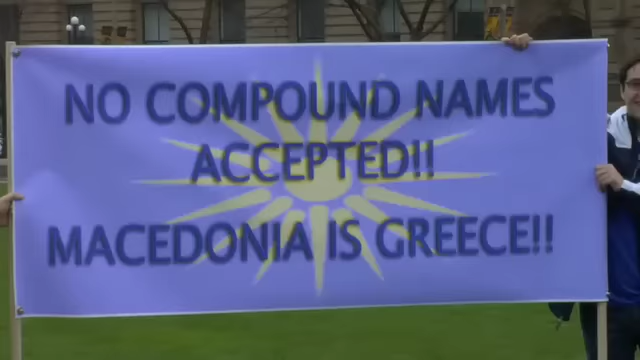 NO COMPOUND NAMES
ACCEPTED!!
MACEDONIA IS GREECE!!